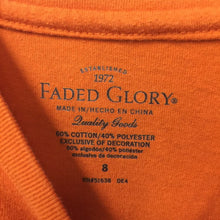 ESTABLISHED
1972
FADED GLORY®
MADE IN/HECHO EN CHINA
Quality Goods
60% COTTON/40% POLYESTER
EXCLUSIVE OF DECORATION
60% algodón/40% poliéster
exclusivo de decoración
8